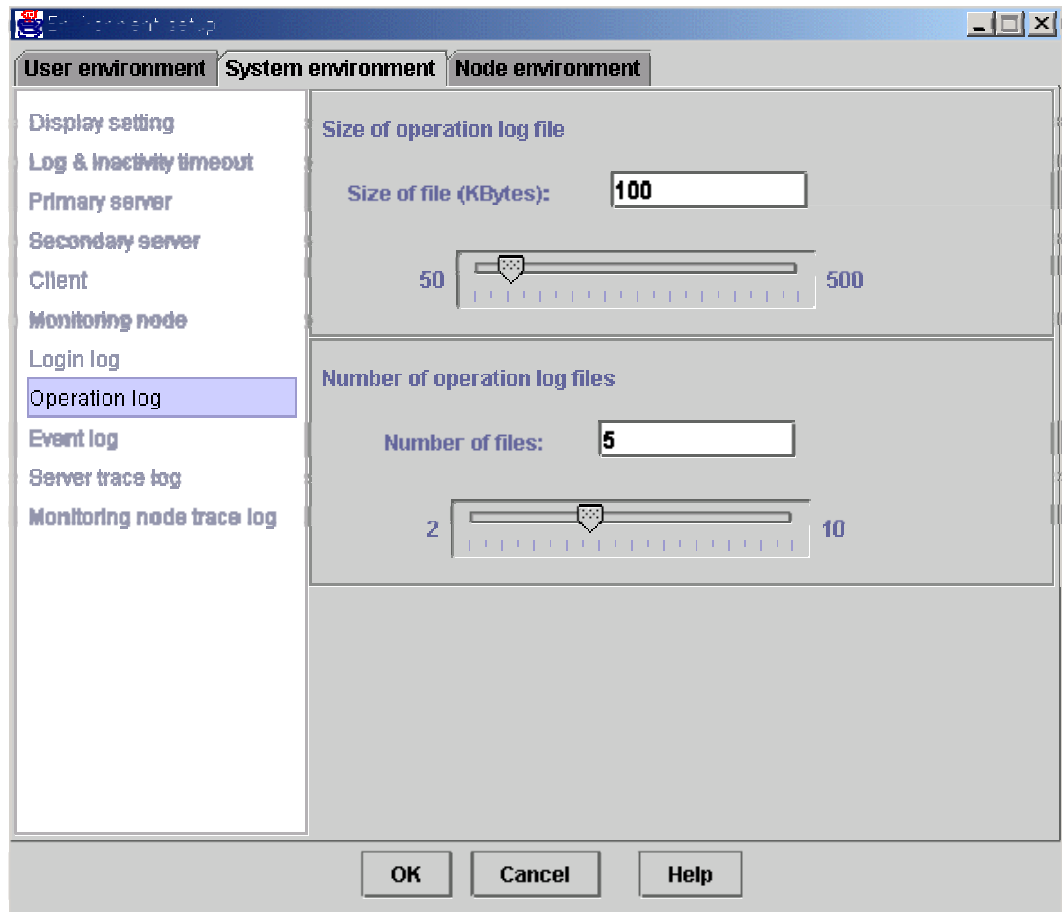 Environment setup
User environment System environment Node environment
Display setting
Log & Inactivity timeout
Primary server
Secondary server
Client
Monitoring node
Login log
Operation log
Event log
Server trace log
Monitoring node trace log
Size of operation log file
Size of file (KBytes): 100
50 500
Number of operation log files
Number of files: 5
2 10
OK Cancel Help